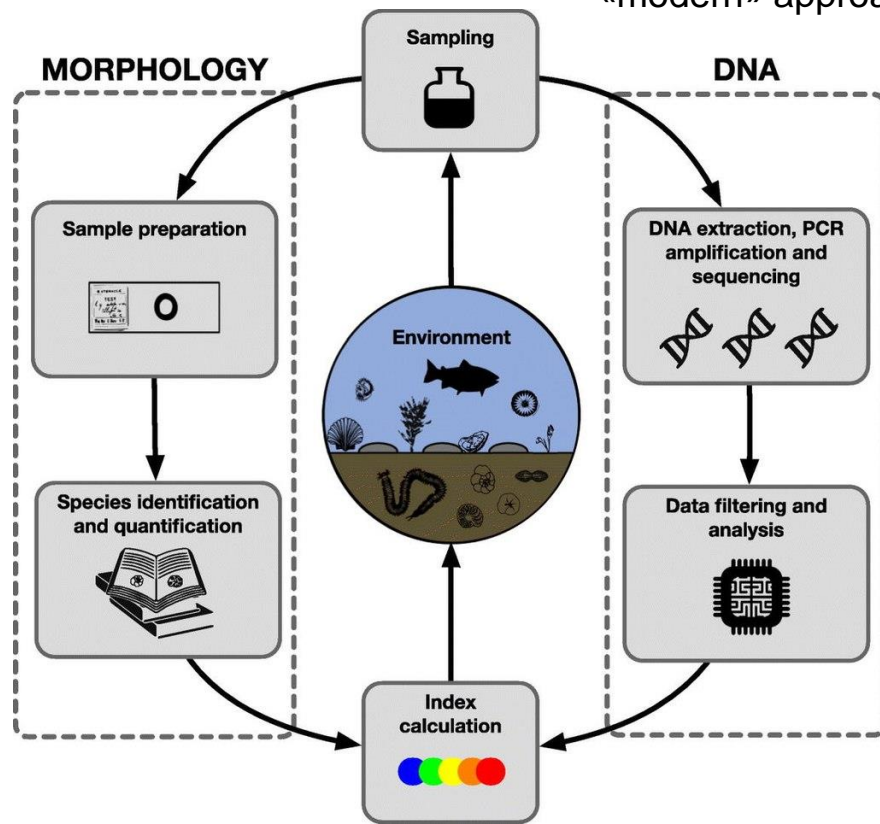 «modern» approa
Sampling
MORPHOLOGY
DNA
Sample preparation
TEST
DNA extraction, PCR
amplification and
sequencing
Environment
Species identification
and quantification
Data filtering and
analysis
Index
calculation